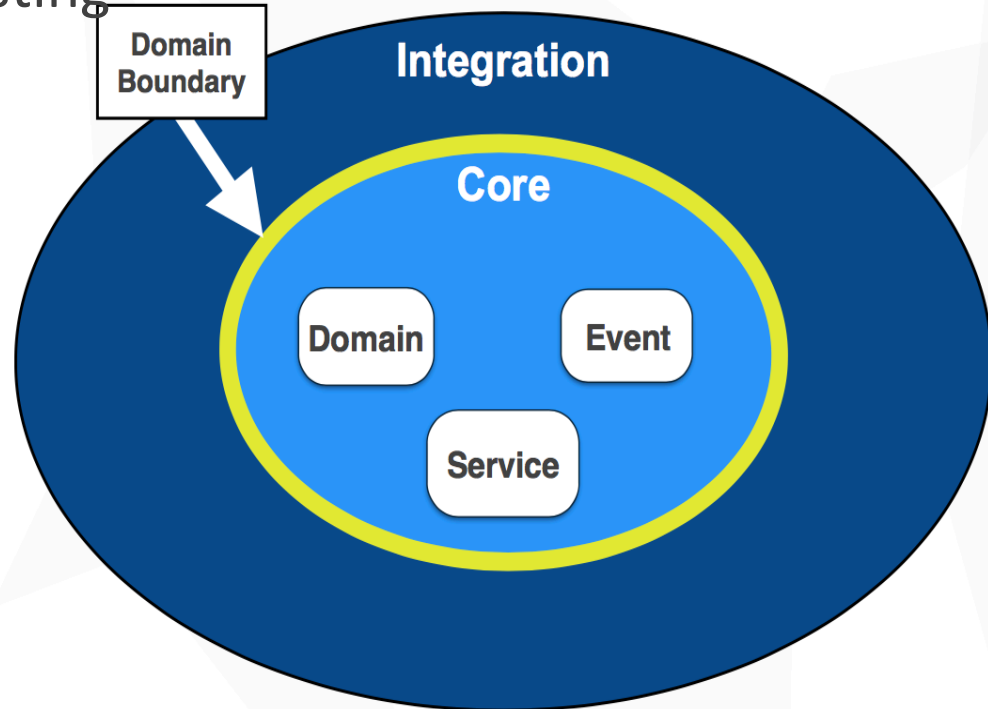 Domain
Boundary
Integration
Core
Domain
Event
Service